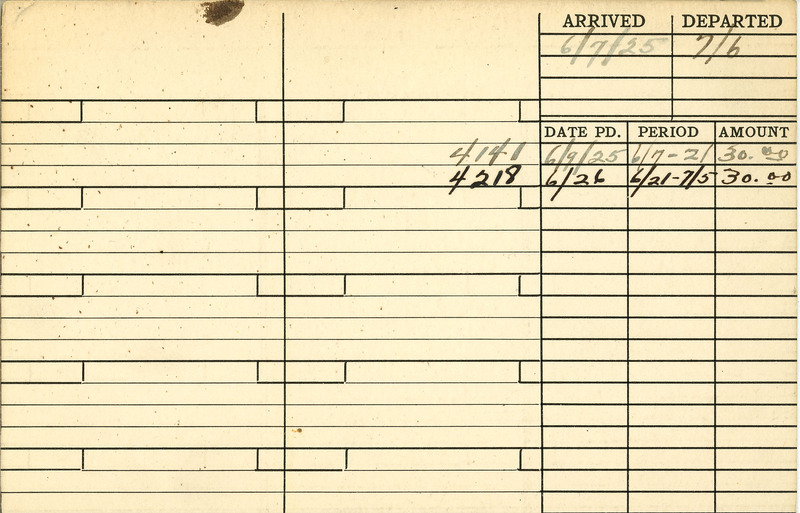 ARRIVED DEPARTED
6/7/25 7/6
DATE PD. PERIOD AMOUNT
4141 6/9/25 6/7-21 30.00
4218 6/26 6/21-7/5 30.00